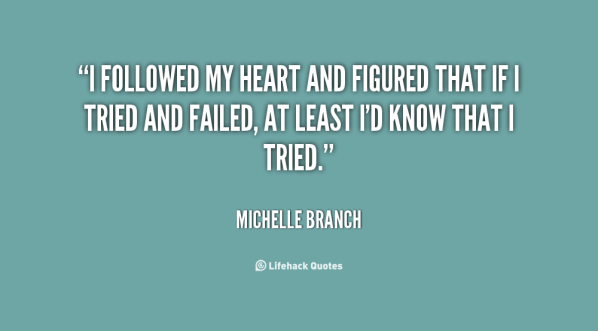 “I FOLLOWED MY HEART AND FIGURED THAT IF I
TRIED AND FAILED, AT LEAST I’D KNOW THAT I
TRIED.”
MICHELLE BRANCH
Lifehack Quotes